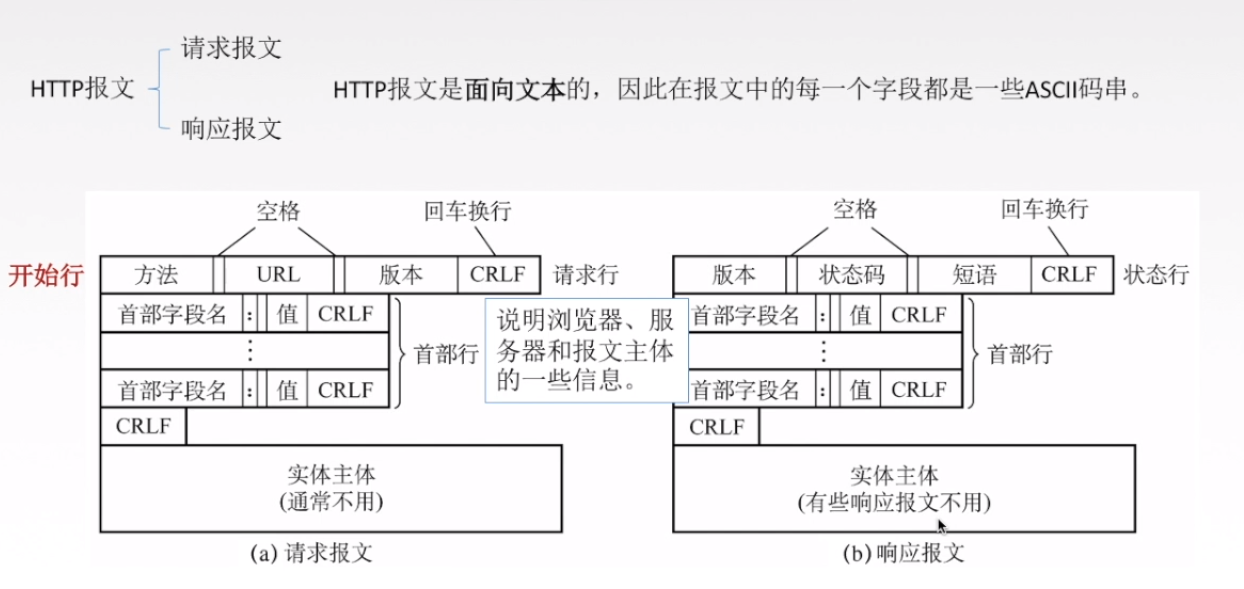 请求报文
HTTP报文
HTTP报文是面向文本的，因此在报文中的每一个字段都是一些ASCII码串。
响应报文
空格 回车换行 空格 回车换行
开始行 方法 URL 版本 CRLF 请求行 版本 状态码 短语 CRLF 状态行
首部字段名 : 值 CRLF 首部字段名 : 值 CRLF
说明浏览器、服
务器和报文主体
的一些信息。
⋮ 首部行 ⋮ 首部行
首部字段名 : 值 CRLF 首部字段名 : 值 CRLF
CRLF CRLF
实体主体 实体主体
(通常不用) (有些响应报文不用)
(a) 请求报文 (b) 响应报文